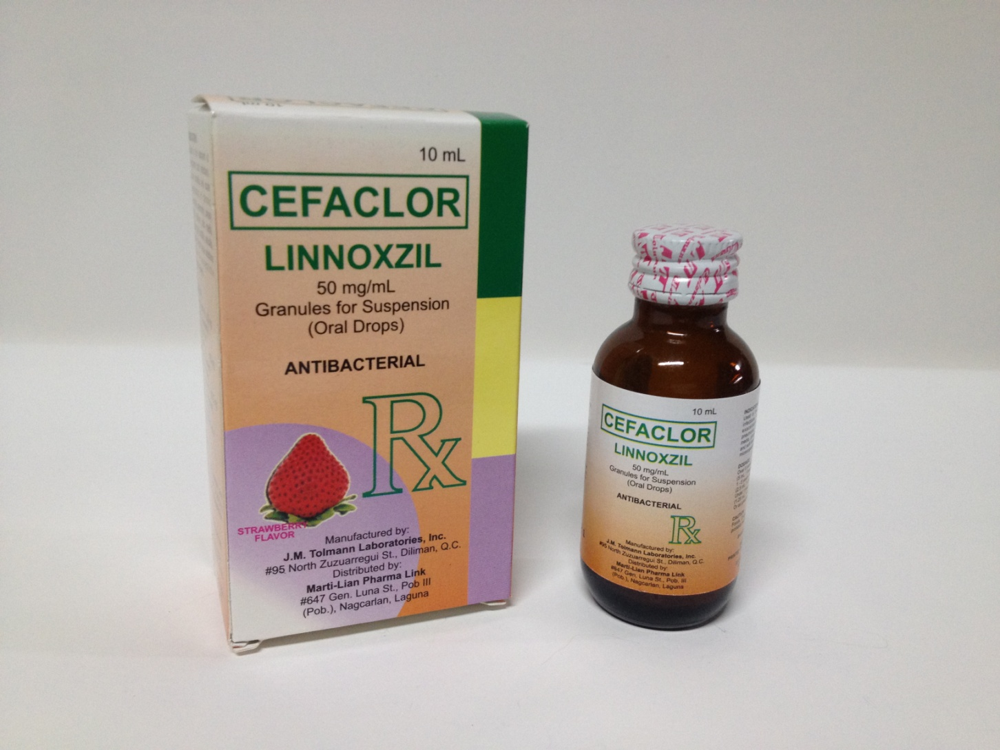 10 mL
CEFACLOR
LINNOXZIL
50 mg/mL
Granules for Suspension
(Oral Drops)
ANTIBACTERIAL
Rx
STRAWBERRY
FLAVOR
Manufactured by:
J.M. Tolmann Laboratories, Inc.
#95 North Zuzuarregui St., Diliman, Q.C.
Distributed by:
Marti-Lian Pharma Link
#647 Gen. Luna St., Pob III
(Pob.), Nagcarlan, Laguna
10 mL
CEFACLOR
LINNOXZIL
50 mg/mL
Granules for Suspension
(Oral Drops)
ANTIBACTERIAL
Rx
Manufactured by:
J.M. Tolmann Laboratories, Inc.
#95 North Zuzuarregui St., Diliman, Q.C.
Distributed by:
Marti-Lian Pharma Link
#647 Gen. Luna St., Pob. III
(Pob.), Nagcarlan, Laguna